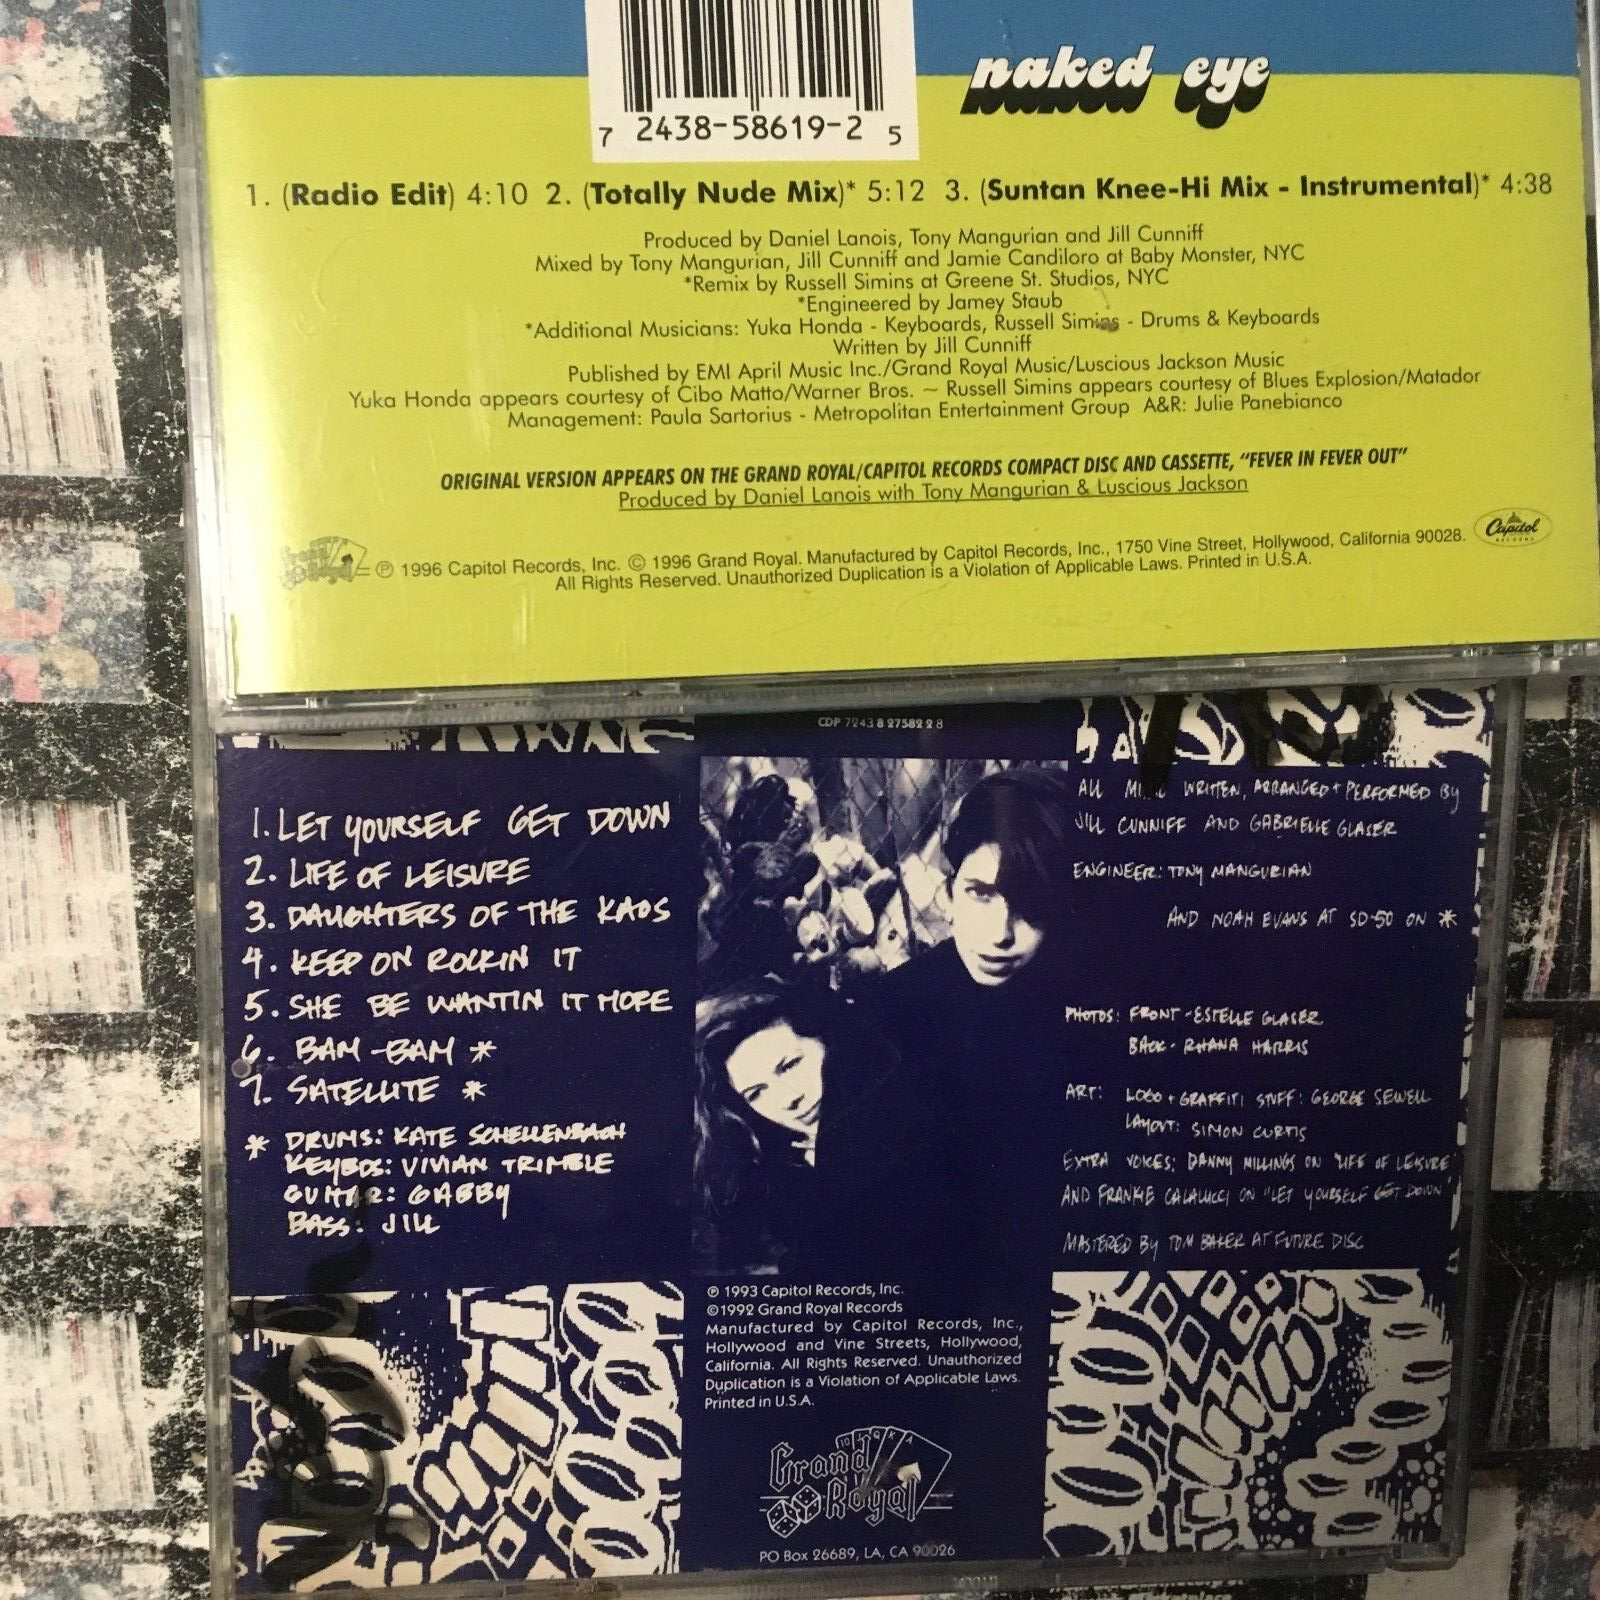 naked eye
7 2438-58619-2 5
1. (Radio Edit) 4:10 2. (Totally Nude Mix)* 5:12 3. (Suntan Knee-Hi Mix - Instrumental)* 4:38
Produced by Daniel Lanois, Tony Mangurian and Jill Cunniff
Mixed by Tony Mangurian, Jill Cunniff and Jamie Candiloro at Baby Monster, NYC
*Remix by Russell Simins at Greene St. Studios, NYC
*Engineered by Jamey Staub
*Additional Musicians: Yuka Honda - Keyboards, Russell Simins - Drums & Keyboards
Written by Jill Cunniff
Published by EMI April Music Inc./Grand Royal Music/Luscious Jackson Music
Yuka Honda appears courtesy of Cibo Matto/Warner Bros. ~ Russell Simins appears courtesy of Blues Explosion/Matador
Management: Paula Sartorius - Metropolitan Entertainment Group A&R: Julie Panebianco
ORIGINAL VERSION APPEARS ON THE GRAND ROYAL/CAPITOL RECORDS COMPACT DISC AND CASSETTE, "FEVER IN FEVER OUT"
Produced by Daniel Lanois with Tony Mangurian & Luscious Jackson
Capitol
RECORDS
Grand Royal
℗ 1996 Capitol Records, Inc. © 1996 Grand Royal. Manufactured by Capitol Records, Inc., 1750 Vine Street, Hollywood, California 90028.
All Rights Reserved. Unauthorized Duplication is a Violation of Applicable Laws. Printed in U.S.A.
CDP 7243 8 27582 2 8
1. LET YOURSELF GET DOWN
2. LIFE OF LEISURE
3. DAUGHTERS OF THE KAOS
4. KEEP ON ROCKIN IT
5. SHE BE WANTIN IT MORE
6. BAM-BAM *
7. SATELLITE *
* DRUMS: KATE SCHELLENBACH
KEYBDS: VIVIAN TRIMBLE
GUITAR: GABBY
BASS: JILL
ALL WRITTEN, ARRANGED + PERFORMED BY
JILL CUNNIFF AND GABRIELLE GLASER
ENGINEER: TONY MANGURIAN
AND NOAH EVANS AT SD-50 ON *
PHOTOS: FRONT - ESTELLE GLASER
BACK - RHANA HARRIS
ART: LOGO + GRAFFITI STUFF: GEORGE SEWELL
LAYOUT: SIMON CURTIS
EXTRA VOICES: DANNY MILLINGS ON "LIFE OF LEISURE"
AND FRANKIE CALALUCCI ON "LET YOURSELF GET DOWN"
MASTERED BY TOM BAKER AT FUTURE DISC
℗ 1993 Capitol Records, Inc.
©1992 Grand Royal Records
Manufactured by Capitol Records, Inc.,
Hollywood and Vine Streets, Hollywood,
California. All Rights Reserved. Unauthorized
Duplication is a Violation of Applicable Laws.
Printed in U.S.A.
10 J Q K A
Grand
Royal
PO Box 26689, LA, CA 90026